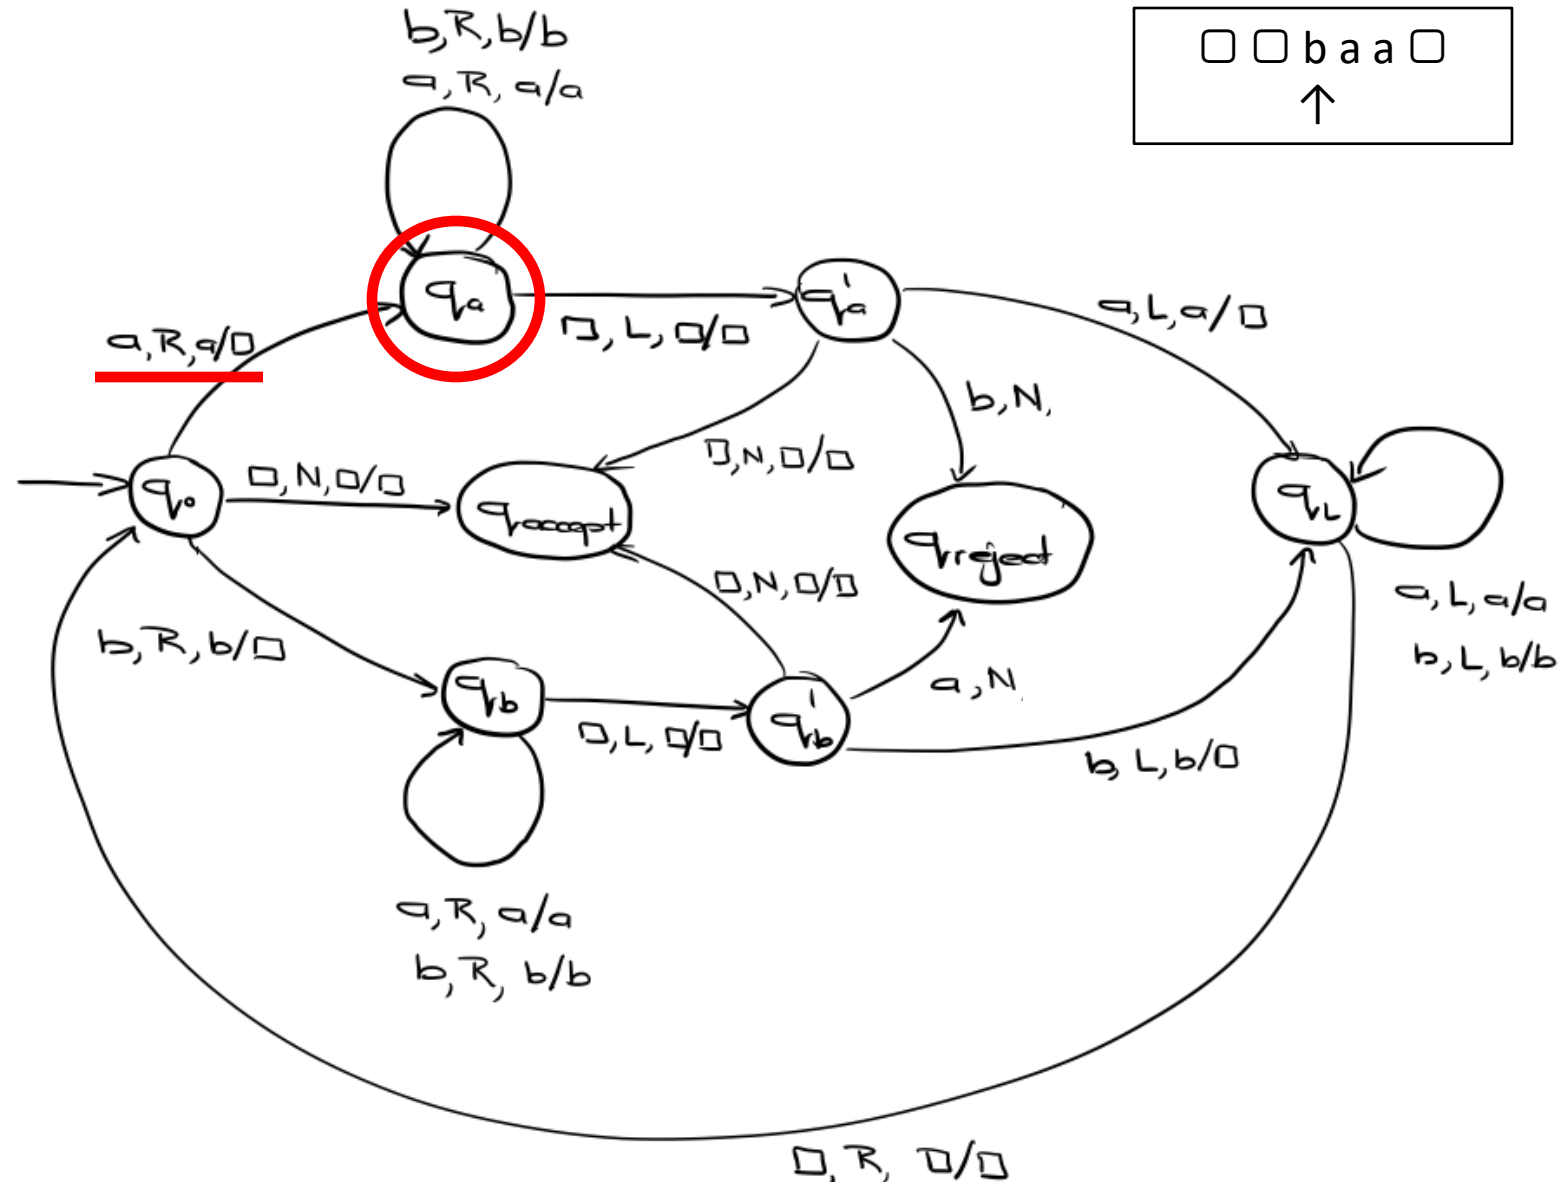 b,R,b/b
a,R,a/a
□ □ b a a □
↑
qa
q'a
a,R,a/□
□,L,□/□
a,L,a/□
b,N,
□,N,□/□
q0
□,N,□/□
qaccept
qreject
qL
□,N,□/□
a,L,a/a
b,L,b/b
b,R,b/□
qb
q'b
a,N,
□,L,□/□
b,L,b/□
a,R,a/a
b,R,b/b
□,R,□/□